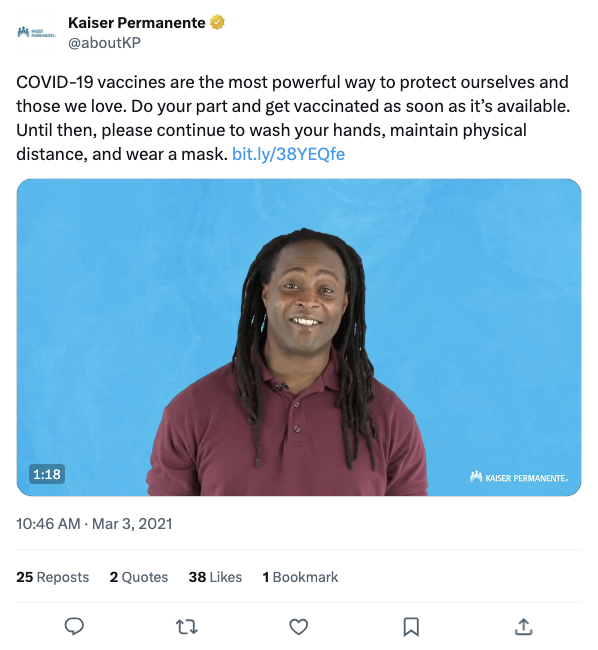 Kaiser Permanente
@aboutKP
COVID-19 vaccines are the most powerful way to protect ourselves and
those we love. Do your part and get vaccinated as soon as it’s available.
Until then, please continue to wash your hands, maintain physical
distance, and wear a mask. bit.ly/38YEQfe
1:18
KAISER PERMANENTE.
10:46 AM · Mar 3, 2021
25 Reposts 2 Quotes 38 Likes 1 Bookmark